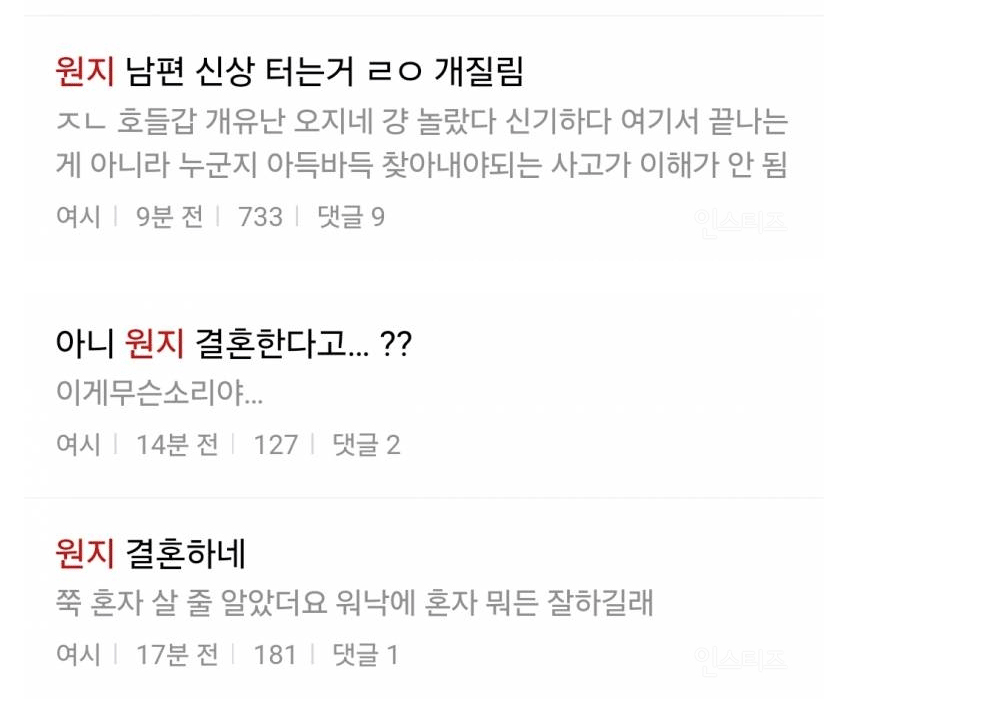 원지 남편 신상 터는거 ㄹㅇ 개질림
ㅈㄴ 호들갑 개유난 오지네 걍 놀랐다 신기하다 여기서 끝나는
게 아니라 누군지 아득바득 찾아내야되는 사고가 이해가 안 됨
여시 | 9분 전 | 733 | 댓글 9
인스티즈
아니 원지 결혼한다고... ??
이게무슨소리야...
여시 | 14분 전 | 127 | 댓글 2
원지 결혼하네
쭉 혼자 살 줄 알았더요 워낙에 혼자 뭐든 잘하길래
여시 | 17분 전 | 181 | 댓글 1
인스티즈